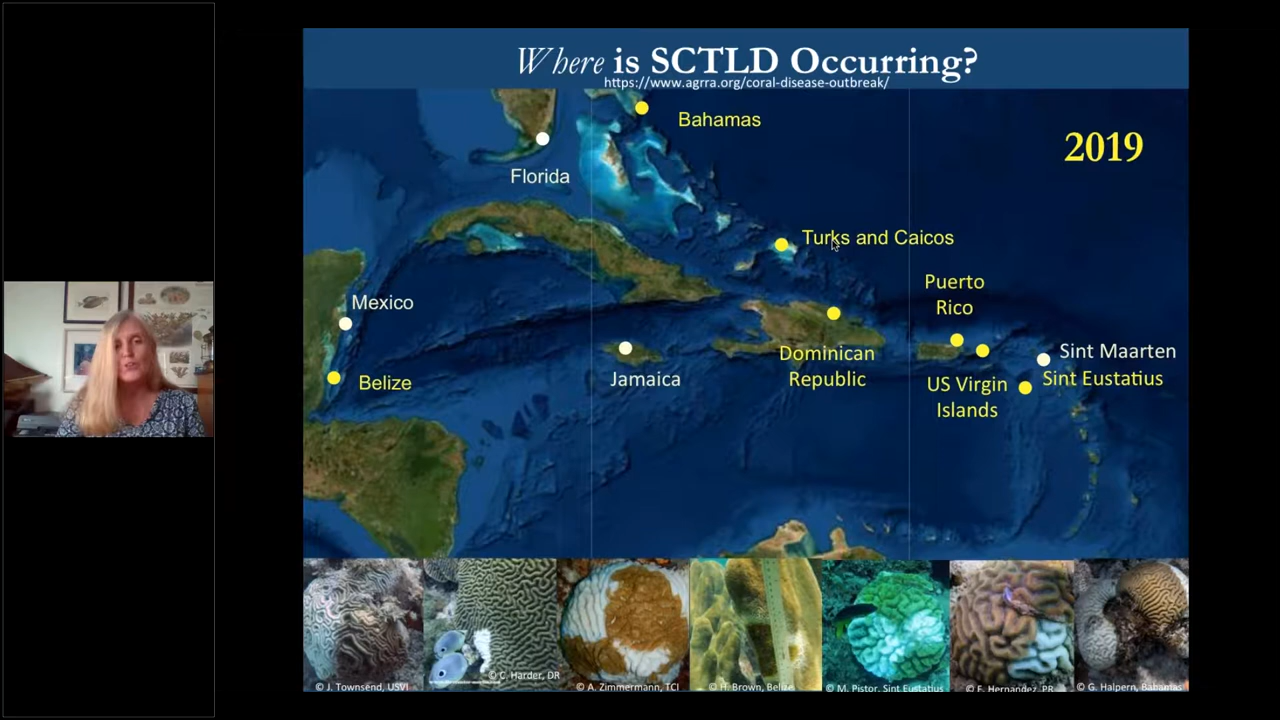 Where is SCTLD Occurring?
https://www.agrra.org/coral-disease-outbreak/
Bahamas
2019
Florida
Turks and Caicos
Puerto
Rico
Mexico
Sint Maarten
Dominican
Republic
Jamaica
Belize
US Virgin
Islands
Sint Eustatius
© J. Townsend, USVI
© C. Harder, DR
© A. Zimmermann, TCI
© H. Brown, Belize
© M. Pistor, Sint Eustatius
© E. Hernandez, PR
© G. Halpern, Bahamas